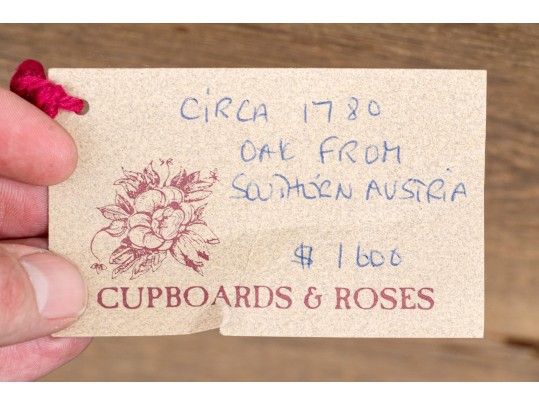 CIRCA 1780
OAK FROM
SOUTHERN AUSTRIA
$ 1600
CUPBOARDS & ROSES